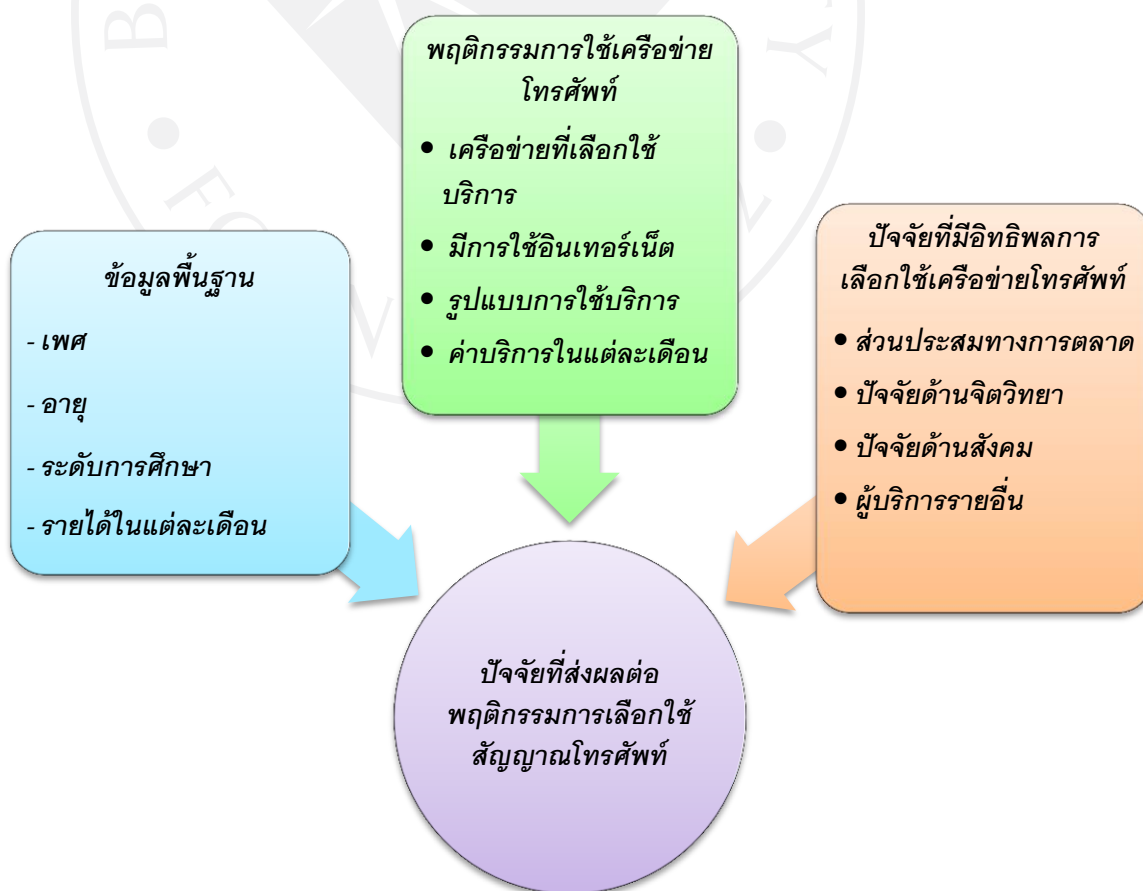 พฤติกรรมการใช้เครือข่าย
โทรศัพท์
• เครือข่ายที่เลือกใช้
บริการ
• มีการใช้อินเทอร์เน็ต
• รูปแบบการใช้บริการ
• ค่าบริการในแต่ละเดือน
ข้อมูลพื้นฐาน
- เพศ
- อายุ
- ระดับการศึกษา
- รายได้ในแต่ละเดือน
ปัจจัยที่มีอิทธิพลการ
เลือกใช้เครือข่ายโทรศัพท์
• ส่วนประสมทางการตลาด
• ปัจจัยด้านจิตวิทยา
• ปัจจัยด้านสังคม
• ผู้บริการรายอื่น
ปัจจัยที่ส่งผลต่อ
พฤติกรรมการเลือกใช้
สัญญาณโทรศัพท์